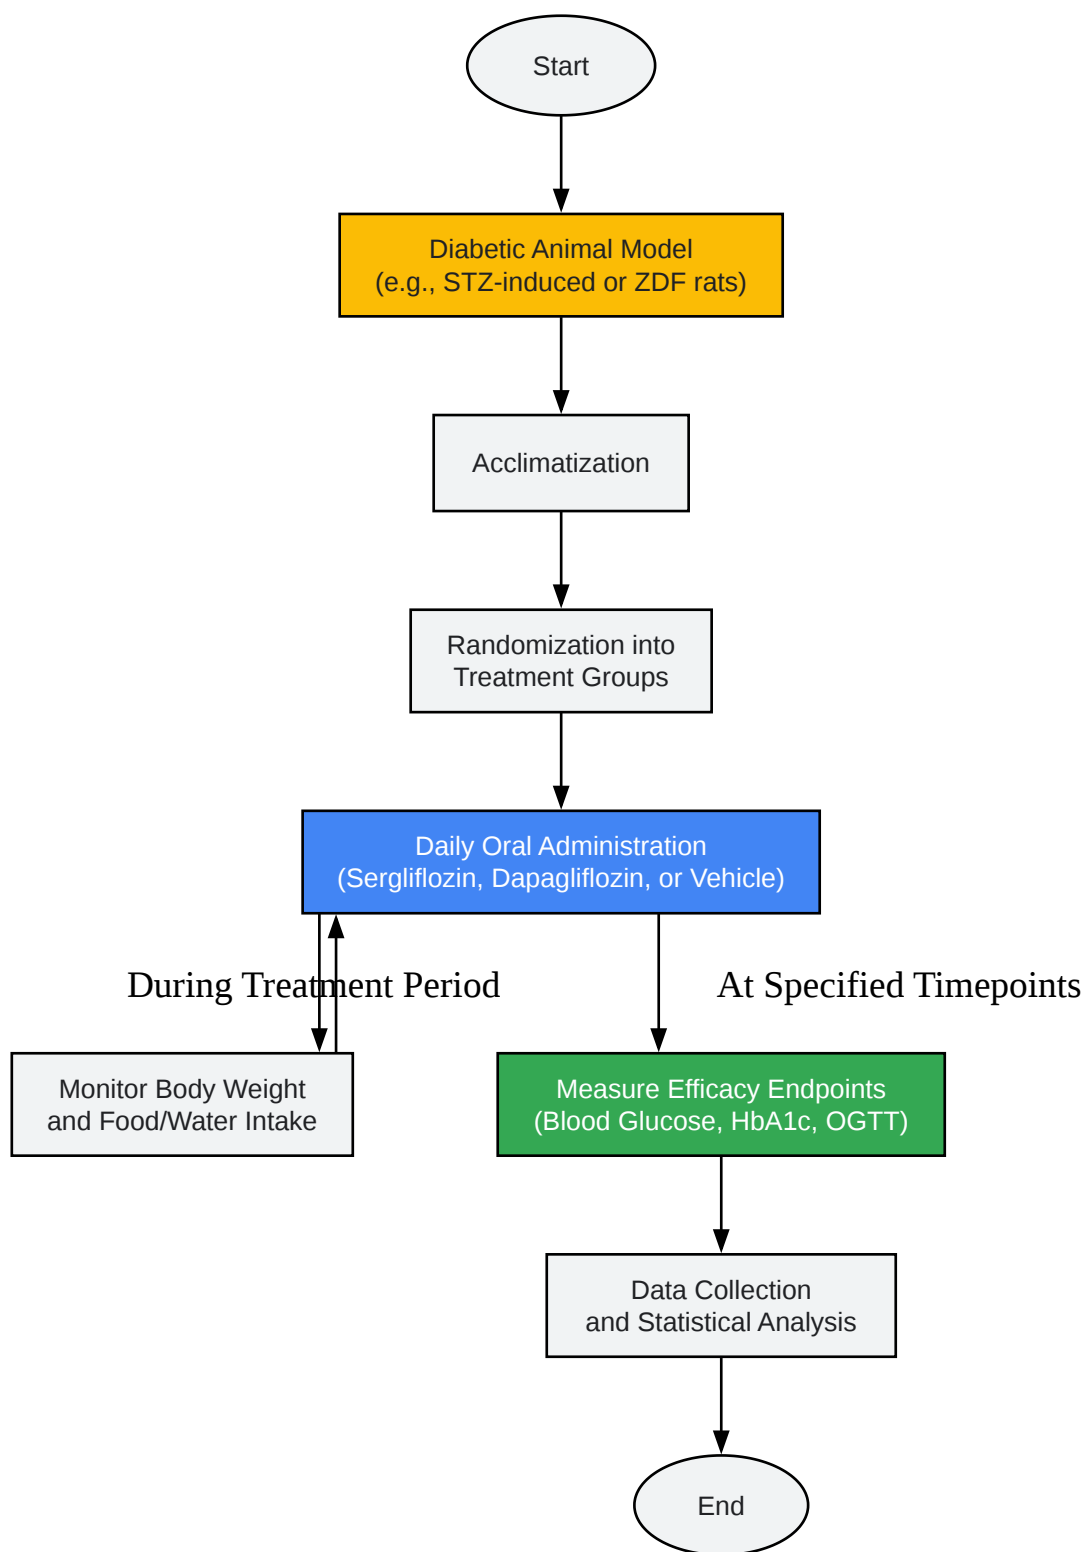 Start
Diabetic Animal Model
(e.g., STZ-induced or ZDF rats)
Acclimatization
Randomization into
Treatment Groups
Daily Oral Administration
(Sergliflozin, Dapagliflozin, or Vehicle)
During Treatment Period
At Specified Timepoints
Monitor Body Weight
and Food/Water Intake
Measure Efficacy Endpoints
(Blood Glucose, HbA1c, OGTT)
Data Collection
and Statistical Analysis
End